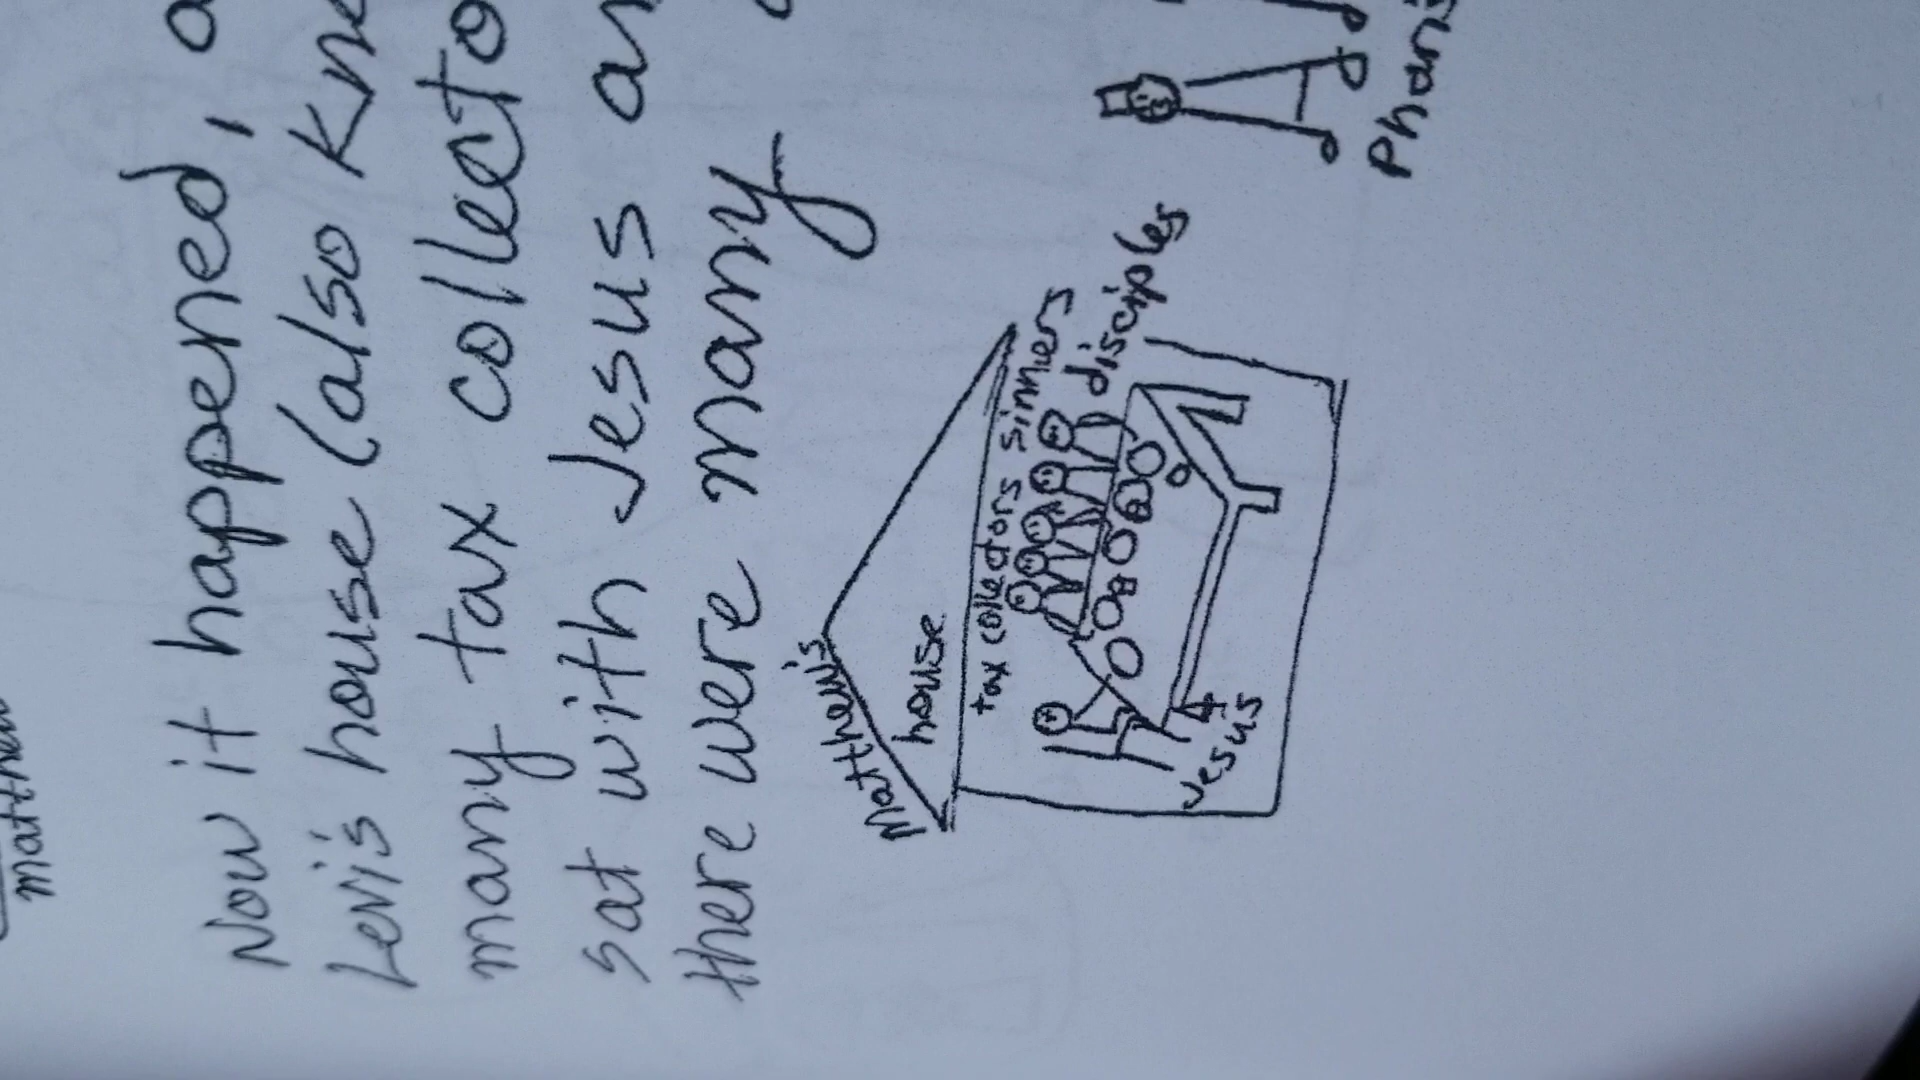 Matthew
Now it happened, a
Levi's house (also kne
many tax collecto
sat with Jesus an
there were many
Matthew's
house
tax collectors sinners
disciples
Jesus
Phari